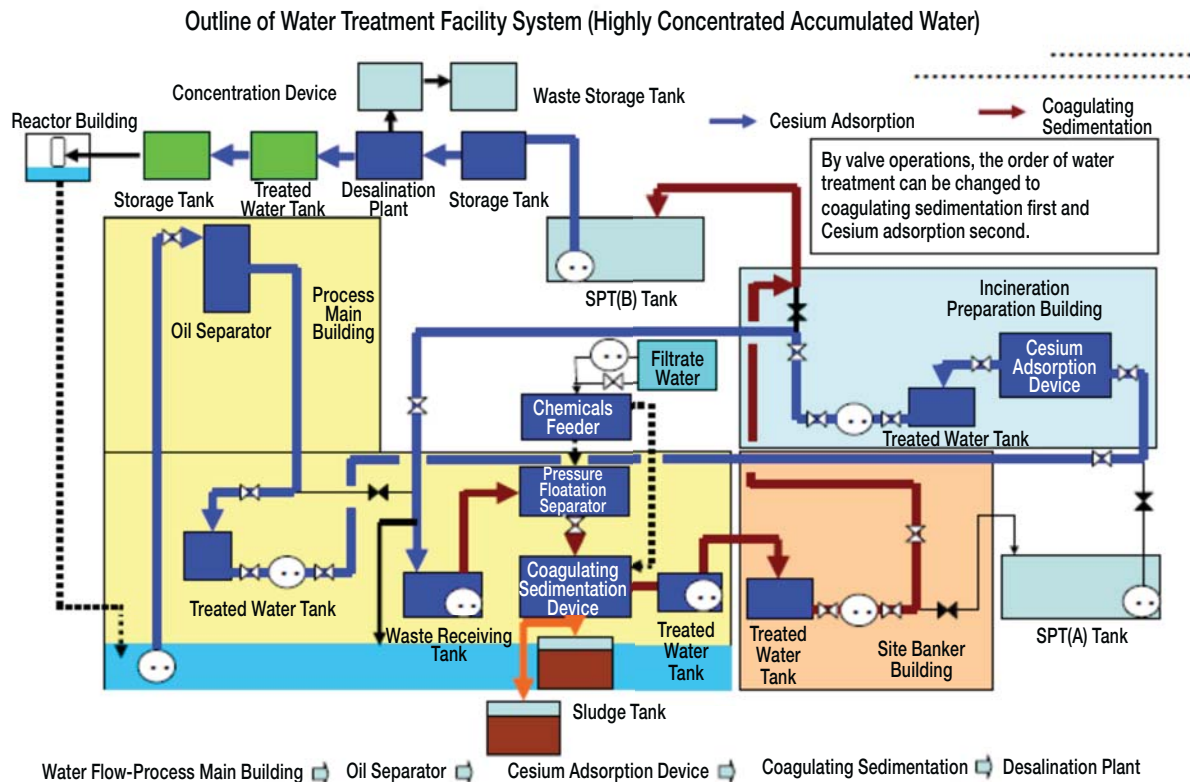 Outline of Water Treatment Facility System (Highly Concentrated Accumulated Water)
Concentration Device
Waste Storage Tank
Reactor Building
Cesium Adsorption
Coagulating
Sedimentation
Storage Tank
Treated
Water Tank
Desalination
Plant
Storage Tank
By valve operations, the order of water
treatment can be changed to
coagulating sedimentation first and
Cesium adsorption second.
SPT(B) Tank
Oil Separator
Process
Main
Building
Incineration
Preparation Building
Filtrate
Water
Cesium
Adsorption
Device
Chemicals
Feeder
Treated Water Tank
Pressure
Floatation
Separator
Coagulating
Sedimentation
Device
Treated Water Tank
Waste Receiving
Tank
Treated
Water
Tank
Treated
Water
Tank
Site Banker
Building
SPT(A) Tank
Sludge Tank
Water Flow-Process Main Building
Oil Separator
Cesium Adsorption Device
Coagulating Sedimentation
Desalination Plant